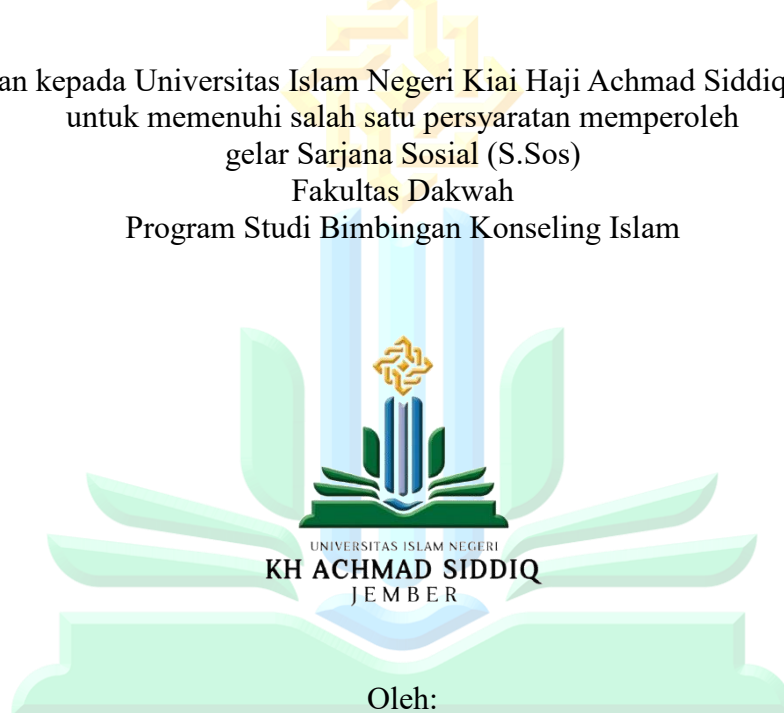 an kepada Universitas Islam Negeri Kiai Haji Achmad Siddiq
untuk memenuhi salah satu persyaratan memperoleh
gelar Sarjana Sosial (S.Sos)
Fakultas Dakwah
Program Studi Bimbingan Konseling Islam
UNIVERSITAS ISLAM NEGERI
KH ACHMAD SIDDIQ
JEMBER
Oleh: